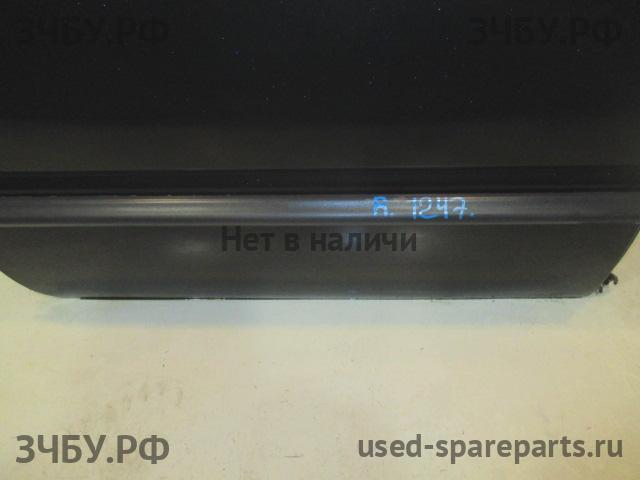 ЗЧБУ.РФ ЗЧБУ.РФ
Д. 1247.
Нет в наличи
ЗЧБУ.РФ used-spareparts.ru